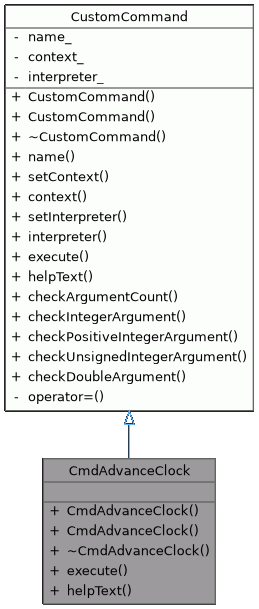 CustomCommand
- name_
- context_
- interpreter_
+ CustomCommand()
+ CustomCommand()
+ ~CustomCommand()
+ name()
+ setContext()
+ context()
+ setInterpreter()
+ interpreter()
+ execute()
+ helpText()
+ checkArgumentCount()
+ checkIntegerArgument()
+ checkPositiveIntegerArgument()
+ checkUnsignedIntegerArgument()
+ checkDoubleArgument()
- operator=()
CmdAdvanceClock
+ CmdAdvanceClock()
+ CmdAdvanceClock()
+ ~CmdAdvanceClock()
+ execute()
+ helpText()